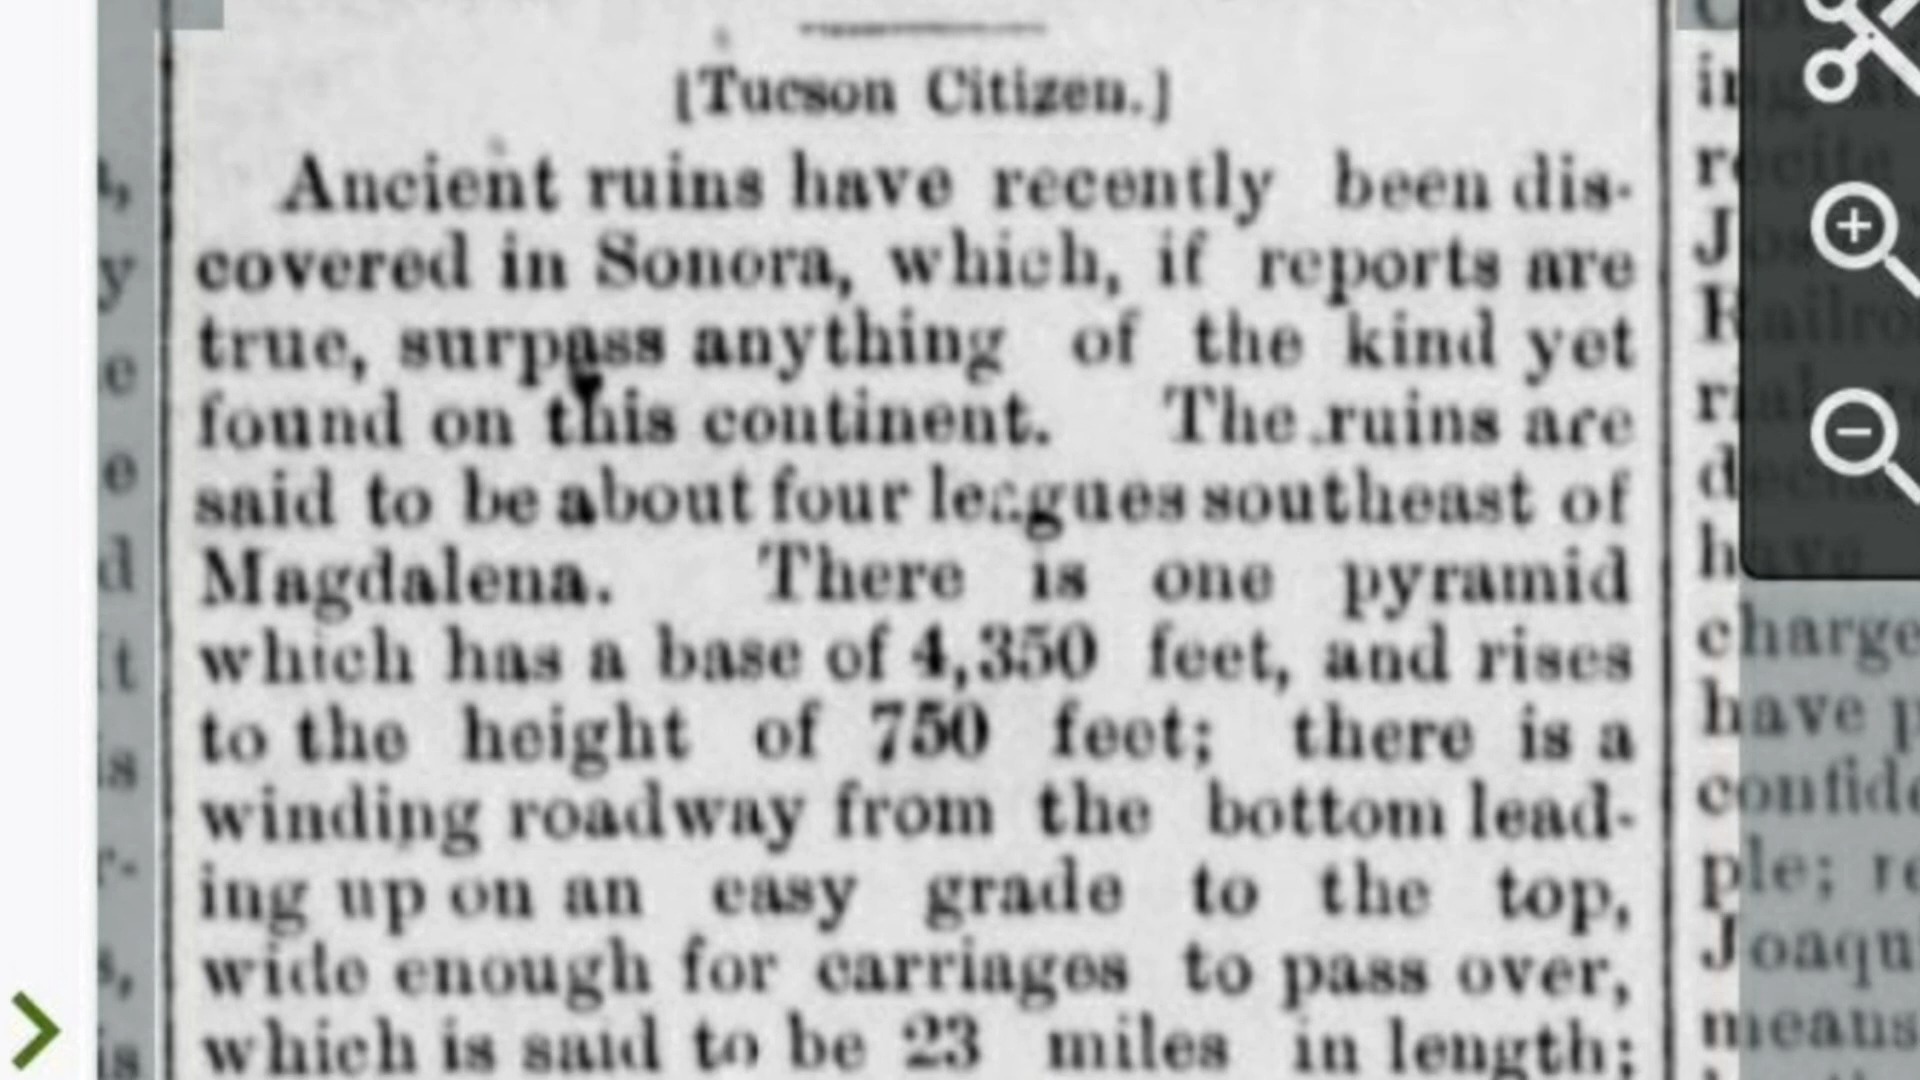 [Tucson Citizen.]
Ancient ruins have recently been dis-
covered in Sonora, which, if reports are
true, surpass anything of the kind yet
found on this continent. The ruins are
said to be about four leagues southeast of
Magdalena. There is one pyramid
which has a base of 4,350 feet, and rises
to the height of 750 feet; there is a
winding roadway from the bottom lead-
ing up on an easy grade to the top,
wide enough for carriages to pass over,
which is said to be 23 miles in length;
charge
have
confide
ple;
Joaqu
means